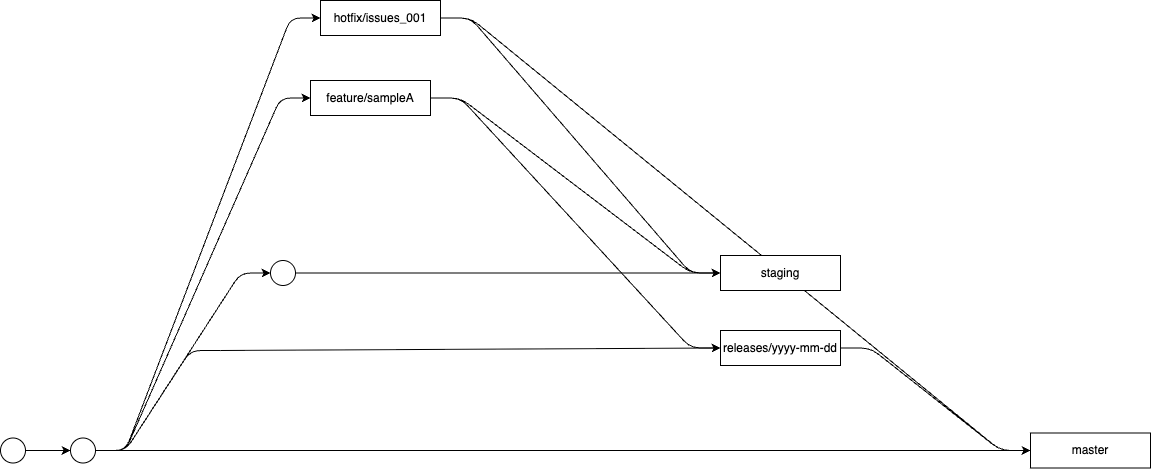 hotfix/issues_001
feature/sampleA
staging
releases/yyyy-mm-dd
master